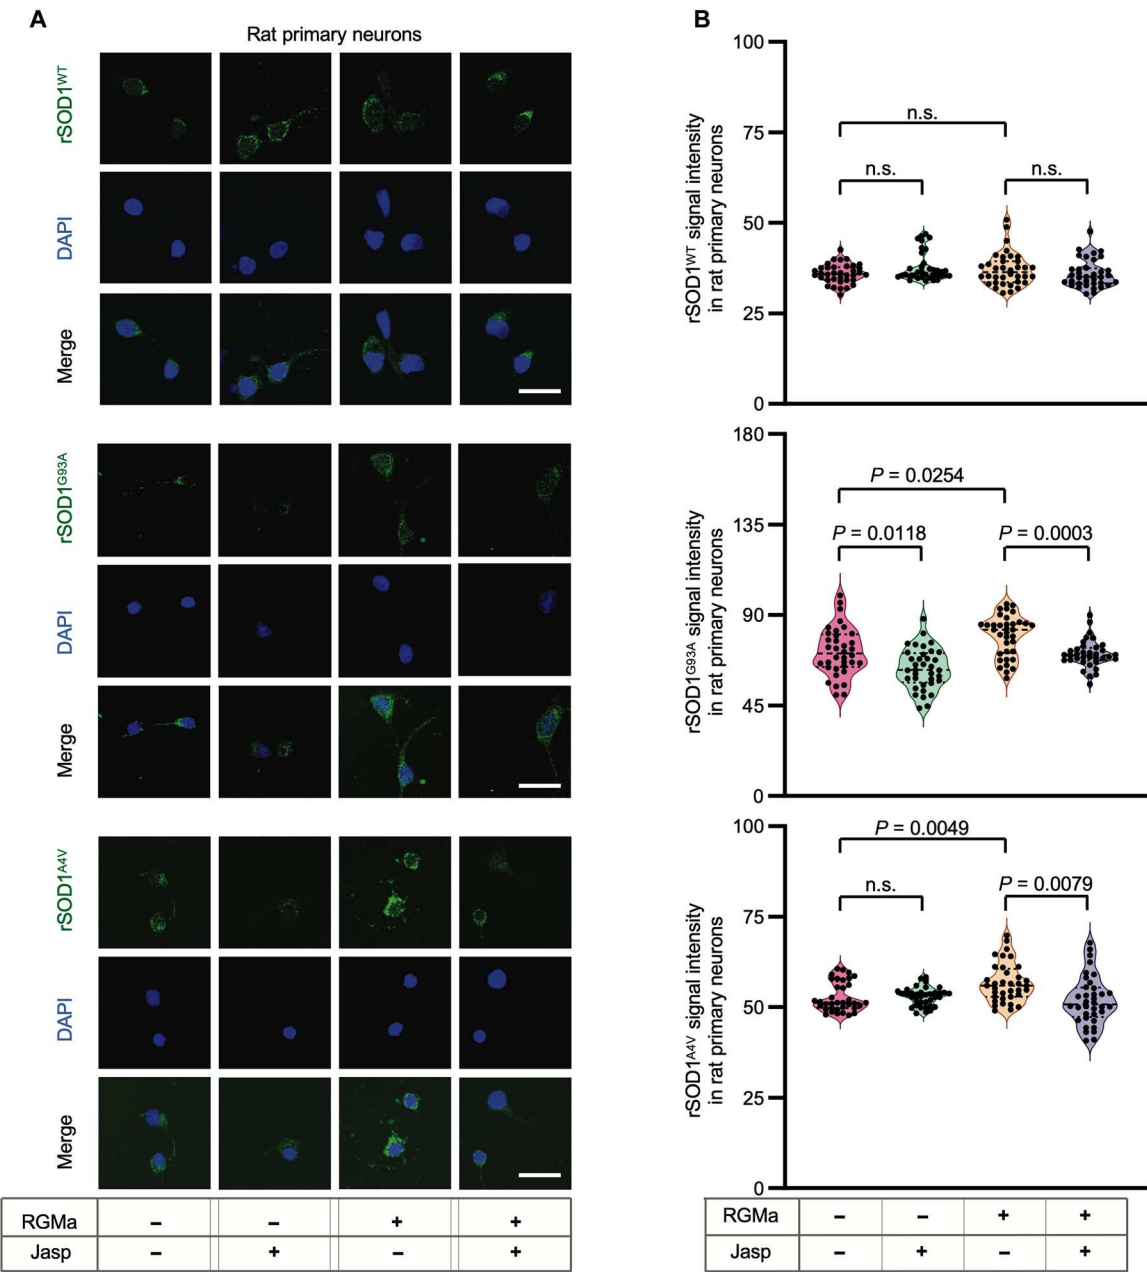 A
Rat primary neurons
rSOD1WT
DAPI
Merge
rSOD1G93A
DAPI
Merge
rSOD1A4V
DAPI
Merge
RGMa – – + +
Jasp – + – +
B
rSOD1WT signal intensity
in rat primary neurons
100
75
50
25
0
n.s.
n.s.
n.s.
rSOD1G93A signal intensity
in rat primary neurons
180
135
90
45
0
P = 0.0254
P = 0.0118
P = 0.0003
rSOD1A4V signal intensity
in rat primary neurons
100
75
50
25
0
P = 0.0049
n.s.
P = 0.0079
RGMa – – + +
Jasp – + – +